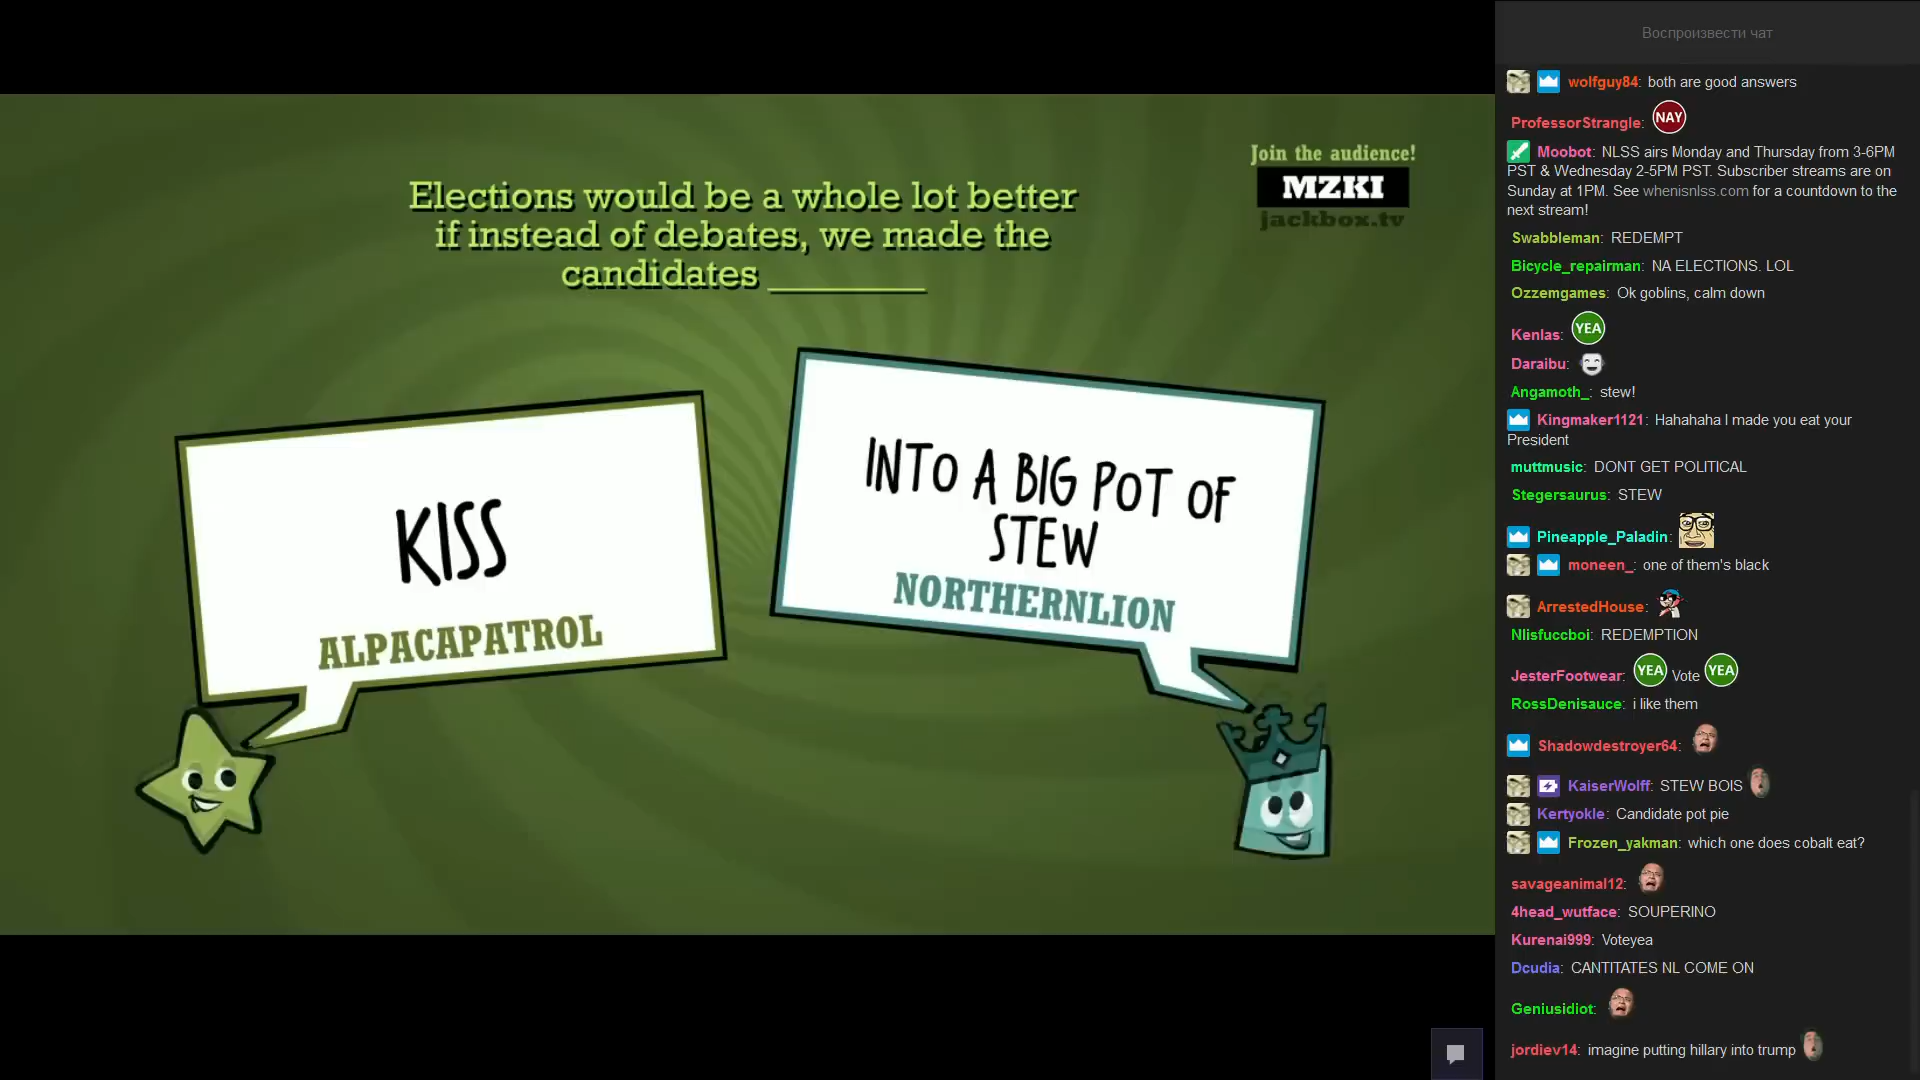 Elections would be a whole lot better
if instead of debates, we made the
candidates ________
Join the audience!
MZKI
jackbox.tv
KISS
ALPACAPATROL
INTO A BIG POT OF
STEW
NORTHERNLION
Воспроизвести чат
wolfguy84: both are good answers
ProfessorStrangle: NAY
Moobot: NLSS airs Monday and Thursday from 3-6PM
PST & Wednesday 2-5PM PST. Subscriber streams are on
Sunday at 1PM. See whenisnlss.com for a countdown to the
next stream!
Swabbleman: REDEMPT
Bicycle_repairman: NA ELECTIONS. LOL
Ozzemgames: Ok goblins, calm down
Kenlas: YEA
Daraibu:
Angamoth_: stew!
Kingmaker1121: Hahahaha I made you eat your
President
muttmusic: DONT GET POLITICAL
Stegersaurus: STEW
Pineapple_Paladin:
moneen_: one of them's black
ArrestedHouse:
Nlisfuccboi: REDEMPTION
JesterFootwear: YEA Vote YEA
RossDenisauce: i like them
Shadowdestroyer64:
KaiserWolff: STEW BOIS
Kertyokle: Candidate pot pie
Frozen_yakman: which one does cobalt eat?
savageanimal12:
4head_wutface: SOUPERINO
Kurenai999: Voteyea
Dcudia: CANTITATES NL COME ON
Geniusidiot:
jordiev14: imagine putting hillary into trump